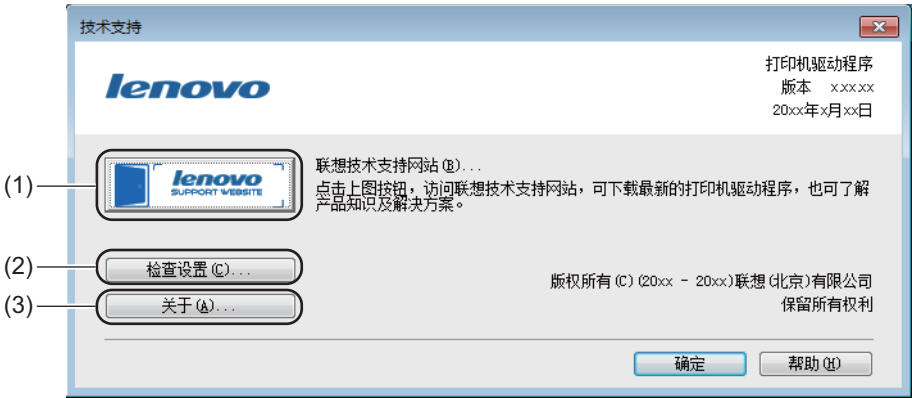 技术支持
lenovo
打印机驱动程序
版本 x.xx.xx
20xx年x月xx日
(1)
lenovo
SUPPORT WEBSITE
联想技术支持网站(B)...
点击上图按钮，访问联想技术支持网站，可下载最新的打印机驱动程序，也可了解
产品知识及解决方案。
(2)
检查设置(C)...
(3)
关于(A)...
版权所有(C)(20xx - 20xx)联想(北京)有限公司
保留所有权利
确定
帮助(H)